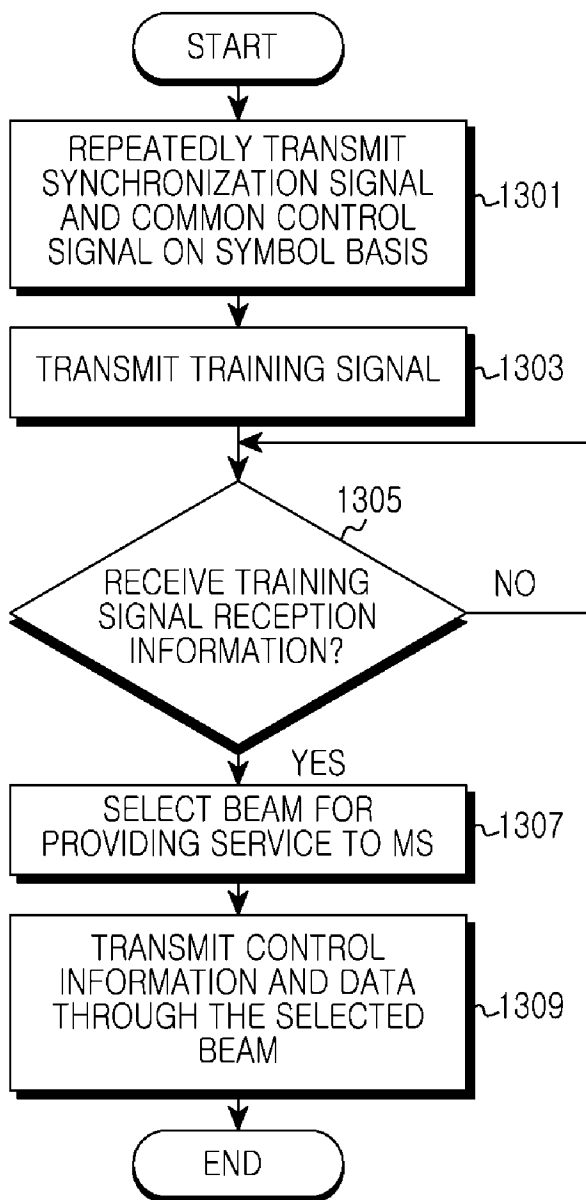 START
REPEATEDLY TRANSMIT
SYNCHRONIZATION SIGNAL
AND COMMON CONTROL
SIGNAL ON SYMBOL BASIS
1301
TRANSMIT TRAINING SIGNAL
1303
1305
RECEIVE TRAINING
SIGNAL RECEPTION
INFORMATION?
NO
YES
SELECT BEAM FOR
PROVIDING SERVICE TO MS
1307
TRANSMIT CONTROL
INFORMATION AND DATA
THROUGH THE SELECTED
BEAM
1309
END